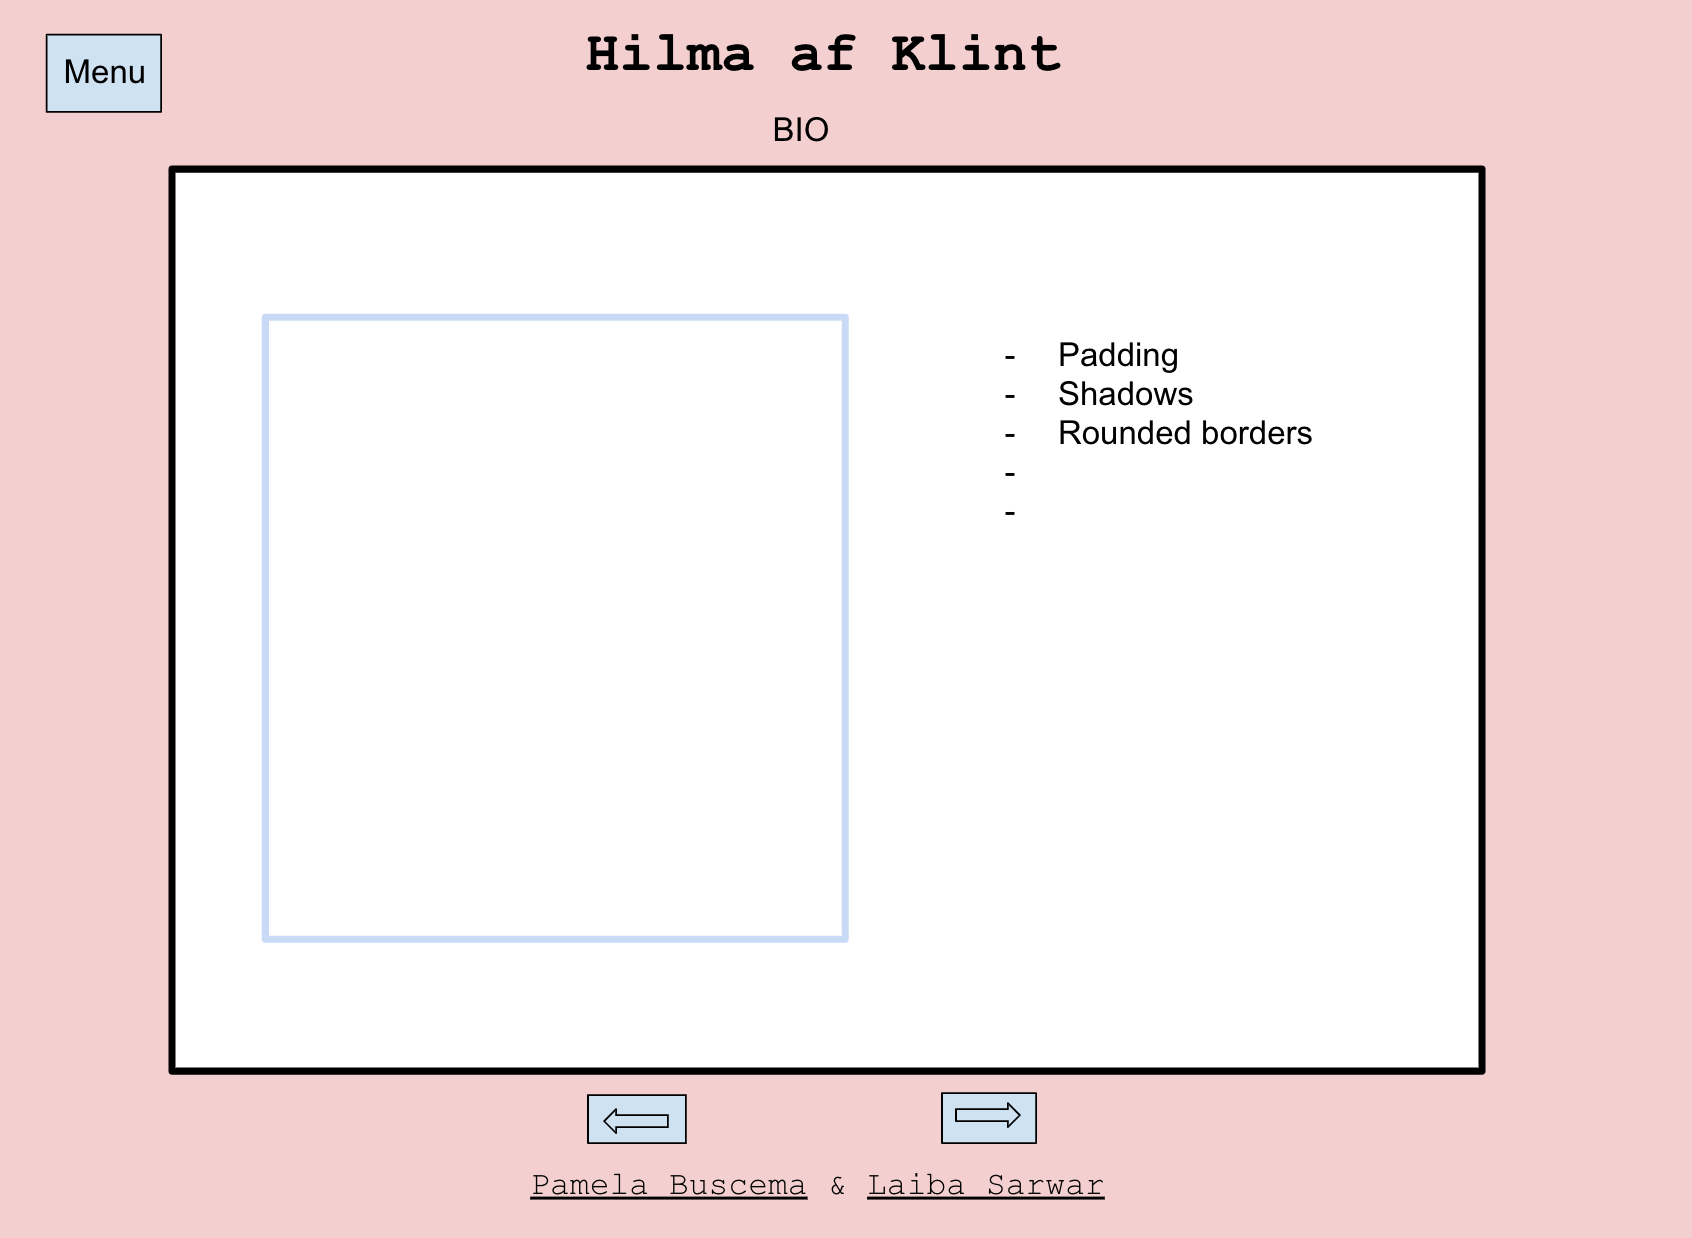 Menu
Hilma af Klint
BIO
- Padding
- Shadows
- Rounded borders
-
-
Pamela Buscema & Laiba Sarwar